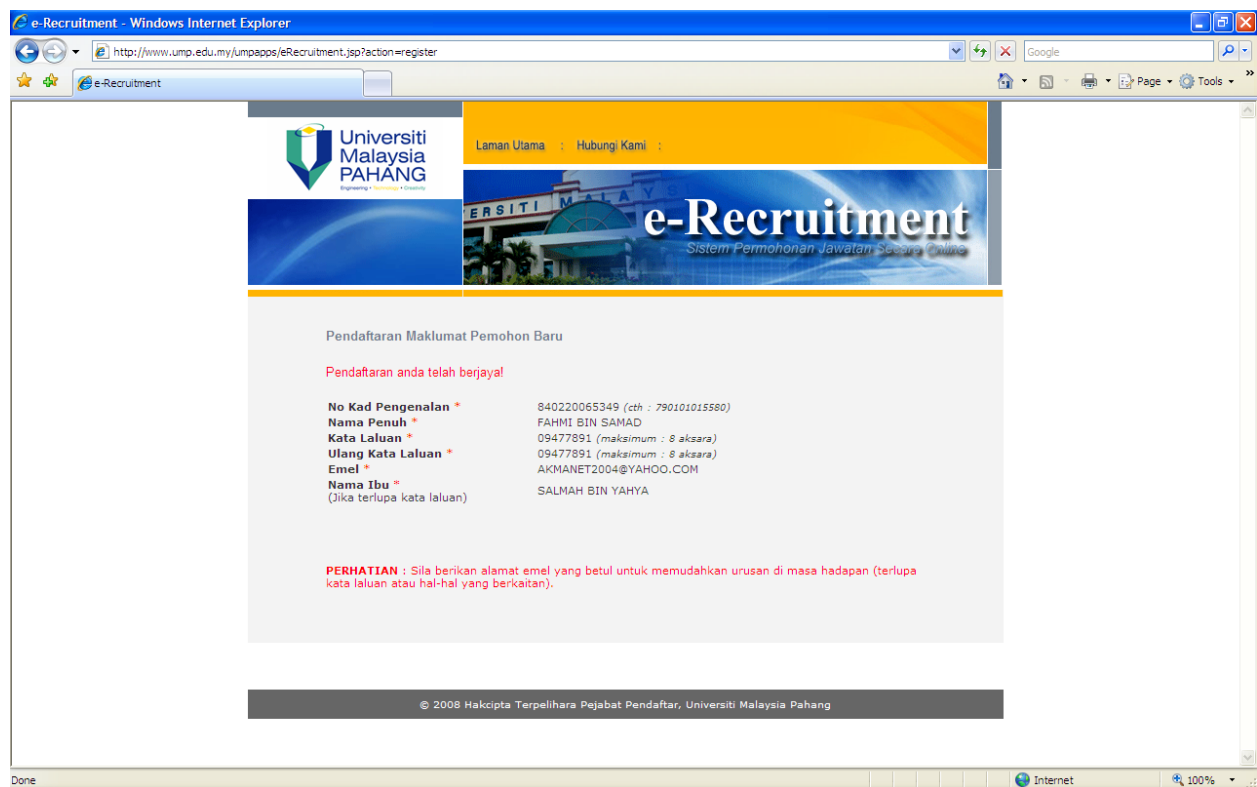 e-Recruitment - Windows Internet Explorer
http://www.ump.edu.my/umpapps/eRecruitment.jsp?action=register
Google
e-Recruitment
Page
Tools
Universiti
Malaysia
PAHANG
Engineering • Technology • Creativity
Laman Utama : Hubungi Kami :
ERSITI MALAYS
e-Recruitment
Sistem Permohonan Jawatan Secara Online
Pendaftaran Maklumat Pemohon Baru
Pendaftaran anda telah berjaya!
No Kad Pengenalan * 840220065349 (cth : 790101015580)
Nama Penuh * FAHMI BIN SAMAD
Kata Laluan * 09477891 (maksimum : 8 aksara)
Ulang Kata Laluan * 09477891 (maksimum : 8 aksara)
Emel * AKMANET2004@YAHOO.COM
Nama Ibu *
(Jika terlupa kata laluan) SALMAH BIN YAHYA
PERHATIAN : Sila berikan alamat emel yang betul untuk memudahkan urusan di masa hadapan (terlupa
kata laluan atau hal-hal yang berkaitan).
© 2008 Hakcipta Terpelihara Pejabat Pendaftar, Universiti Malaysia Pahang
Done
Internet
100%